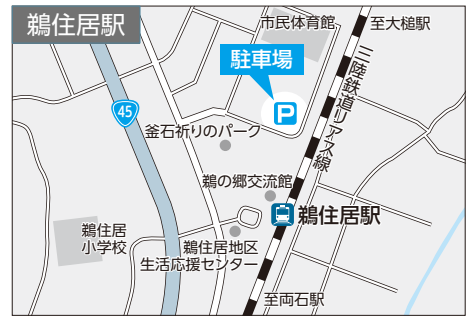 鵜住居駅
市民体育館
至大槌駅
駐車場
P
三陸鉄道リアス線
45
釜石祈りのパーク
鵜の郷交流館
鵜住居駅
鵜住居
小学校
鵜住居地区
生活応援センター
至両石駅